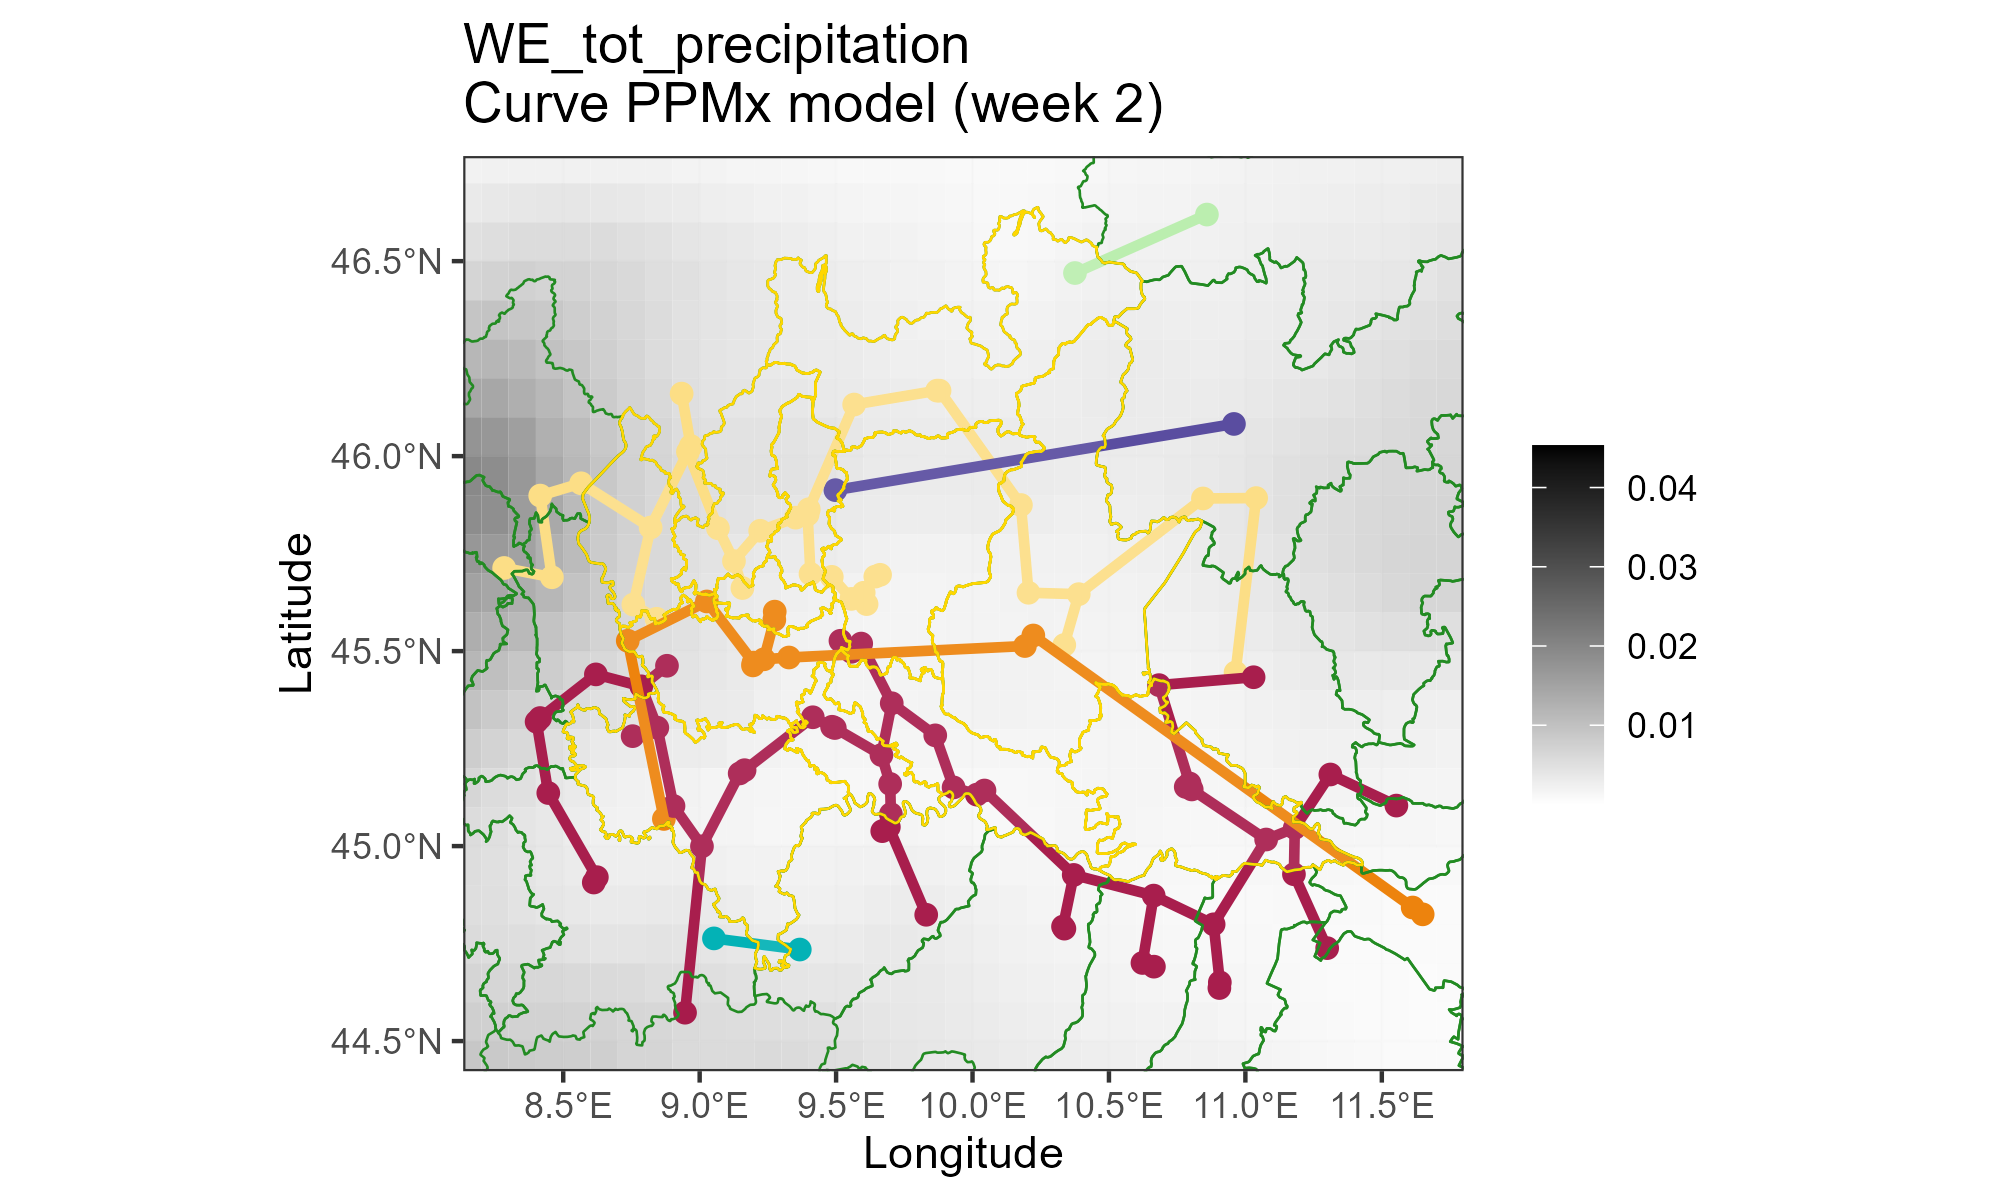 WE_tot_precipitation
Curve PPMx model (week 2)
46.5°N
46.0°N
45.5°N
45.0°N
44.5°N
Latitude
8.5°E
9.0°E
9.5°E
10.0°E
10.5°E
11.0°E
11.5°E
Longitude
0.04
0.03
0.02
0.01